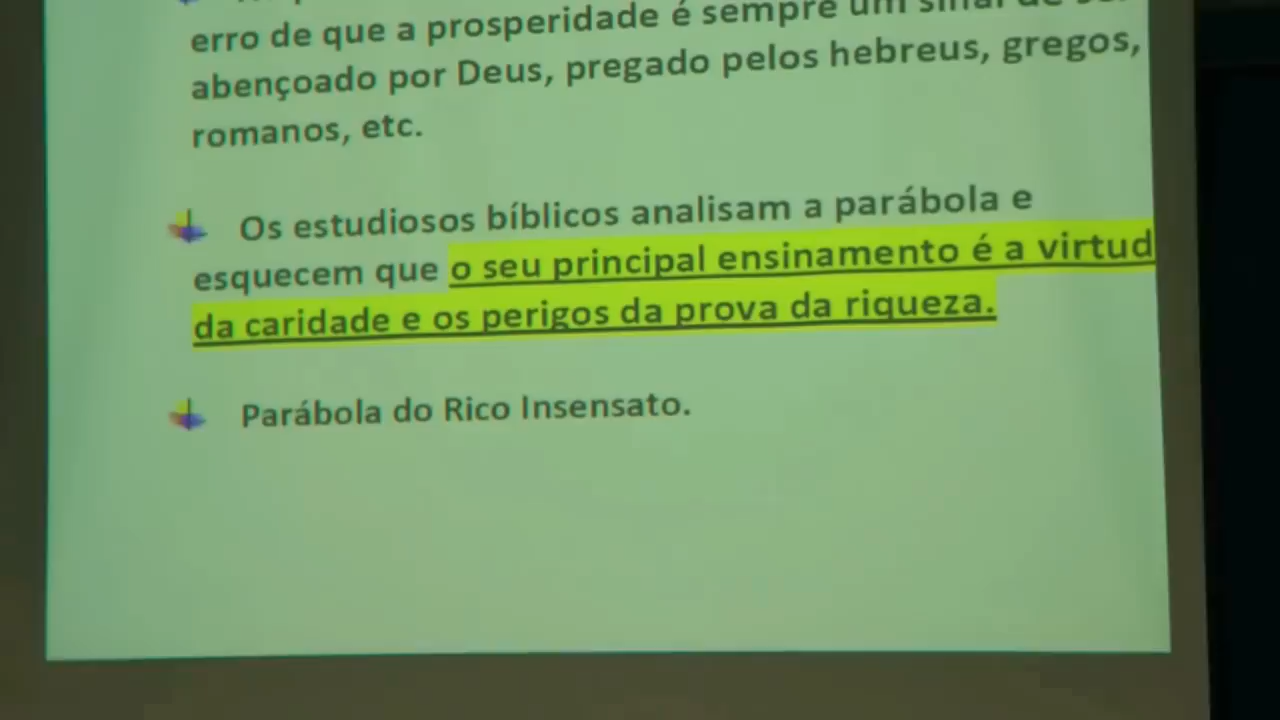 erro de que a prosperidade é sempre um sinal de
abençoado por Deus, pregado pelos hebreus, gregos,
romanos, etc.
Os estudiosos bíblicos analisam a parábola e
esquecem que o seu principal ensinamento é a virtud
da caridade e os perigos da prova da riqueza.
Parábola do Rico Insensato.